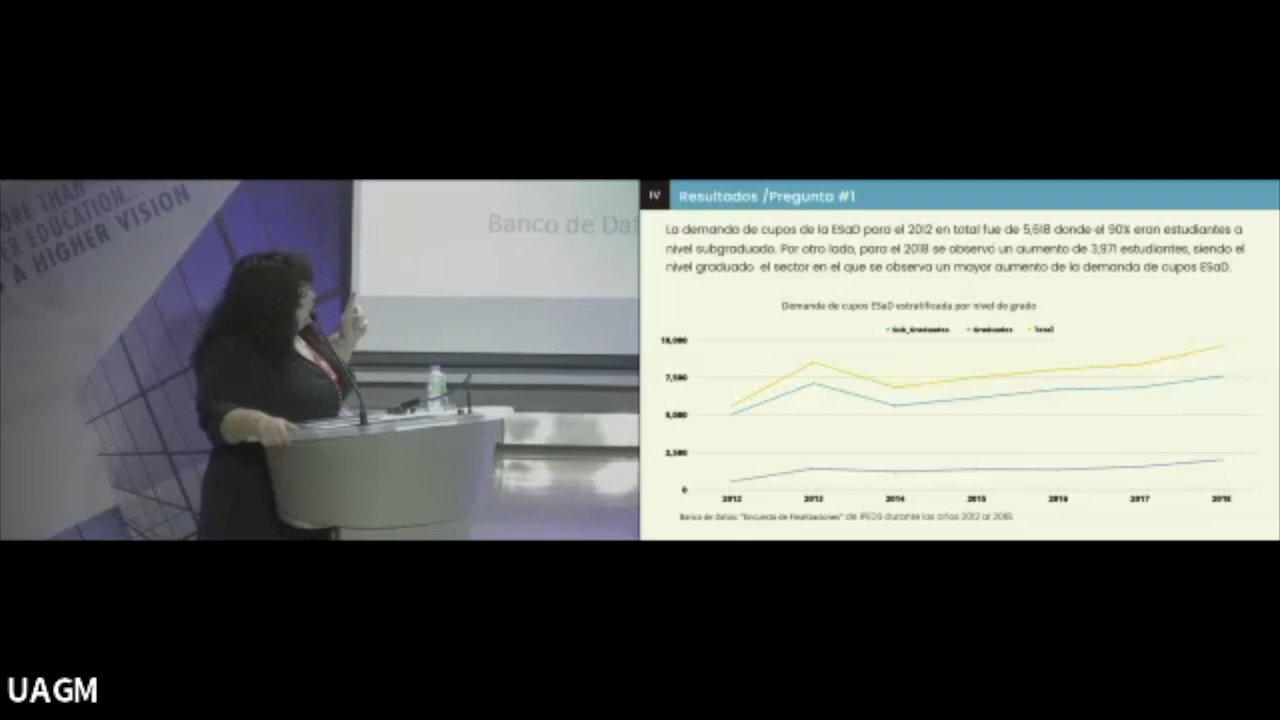 ORE THAN
ER EDUCATION...
A HIGHER VISION
Banco de Dat
IV
Resultados /Pregunta #1
La demanda de cupos de la ESaD para el 2012 en total fue de 5,618 donde el 90% eran estudiantes a
nivel subgraduado. Por otro lado, para el 2018 se observó un aumento de 3,971 estudiantes, siendo el
nivel graduado el sector en el que se observa un mayor aumento de la demanda de cupos ESaD.
Demanda de cupos ESaD estratificada por nivel de grado
Sub_Graduados Graduados Total
10,000
7,500
5,000
2,500
0
2012 2013 2014 2015 2016 2017 2018
Banco de Datos: "Encuesta de Finalizaciones" de IPEDS durante los años 2012 al 2018.
UAGM